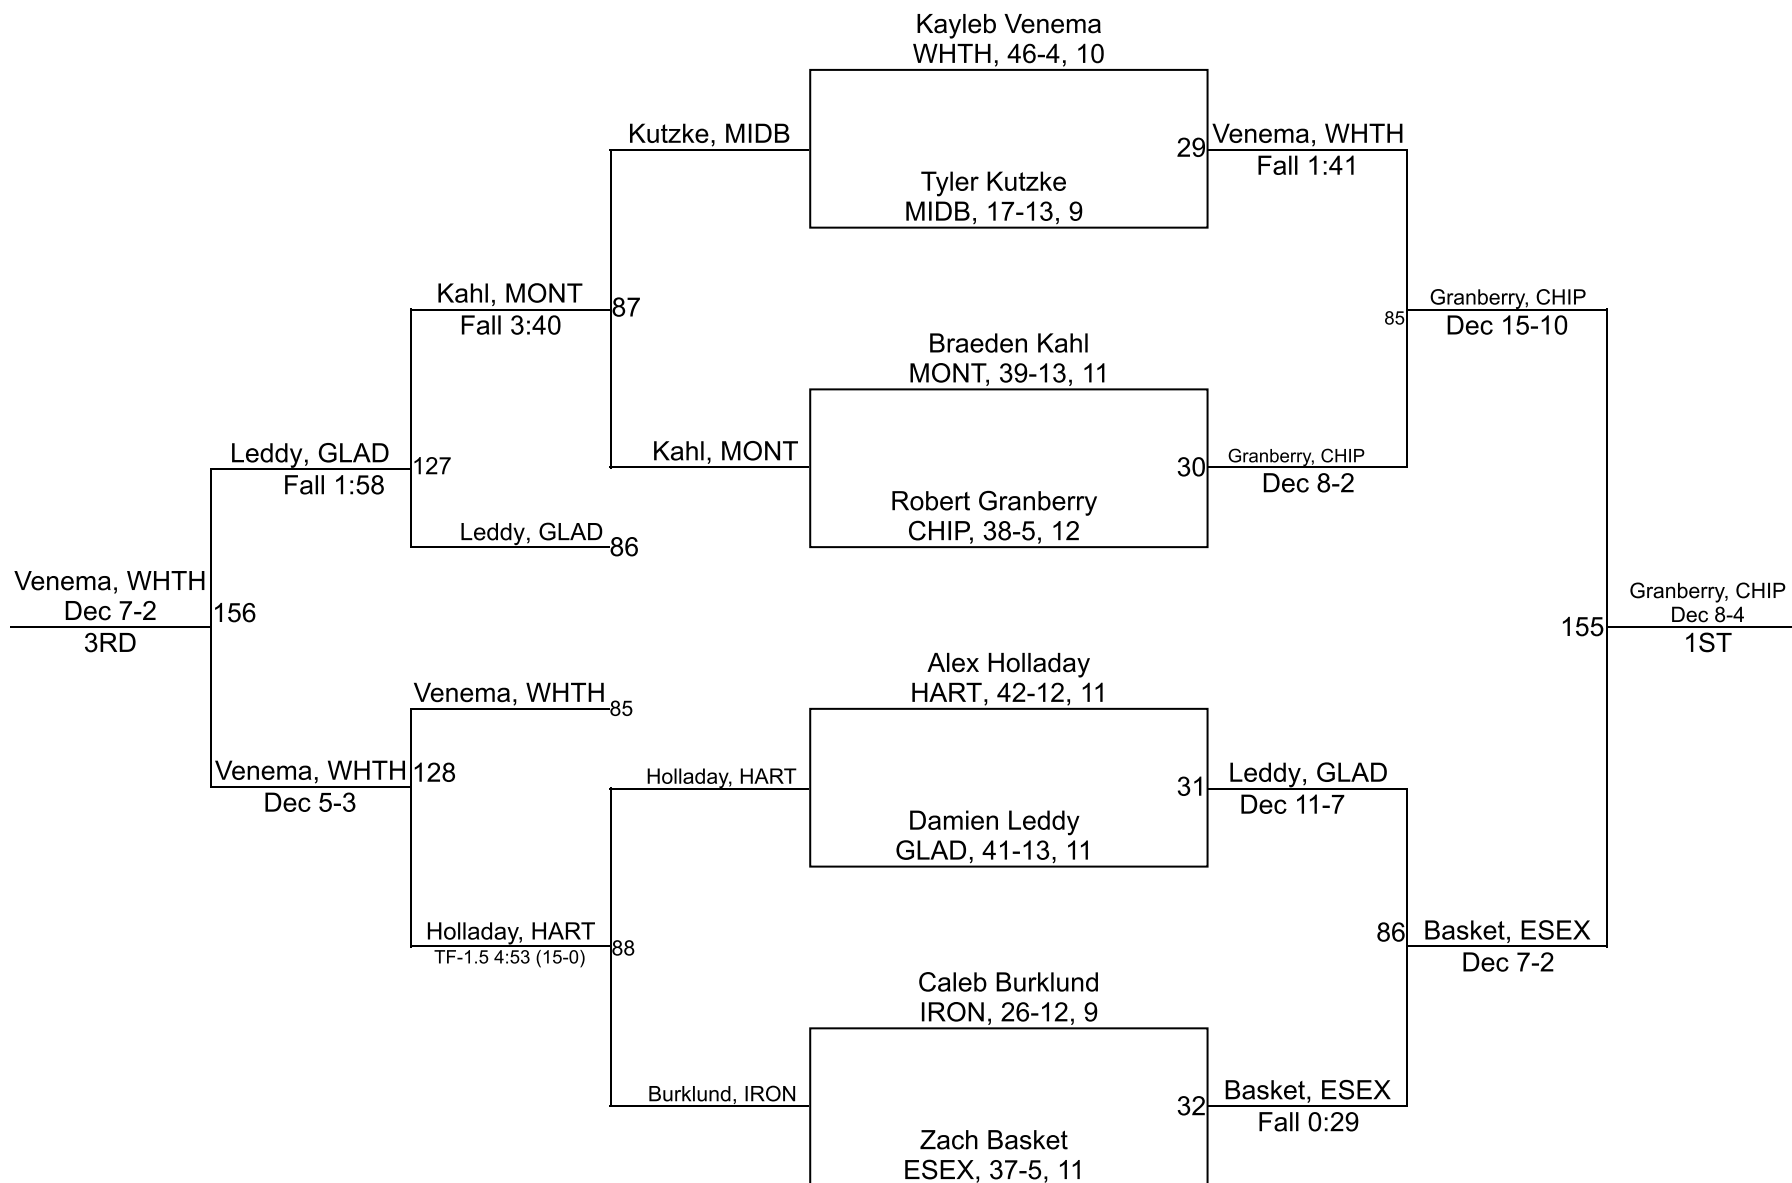 Kayleb Venema
WHTH, 46-4, 10
Kutzke, MIDB
29
Venema, WHTH
Fall 1:41
Tyler Kutzke
MIDB, 17-13, 9
Kahl, MONT
Fall 3:40
87
85
Granberry, CHIP
Dec 15-10
Braeden Kahl
MONT, 39-13, 11
Leddy, GLAD
Fall 1:58
127
Kahl, MONT
30
Granberry, CHIP
Dec 8-2
Robert Granberry
CHIP, 38-5, 12
Leddy, GLAD
86
Venema, WHTH
Dec 7-2
3RD
156
155
Granberry, CHIP
Dec 8-4
1ST
Alex Holladay
HART, 42-12, 11
Venema, WHTH
85
Venema, WHTH
Dec 5-3
128
Holladay, HART
31
Leddy, GLAD
Dec 11-7
Damien Leddy
GLAD, 41-13, 11
Holladay, HART
TF-1.5 4:53 (15-0)
88
86
Basket, ESEX
Dec 7-2
Caleb Burklund
IRON, 26-12, 9
Burklund, IRON
32
Basket, ESEX
Fall 0:29
Zach Basket
ESEX, 37-5, 11